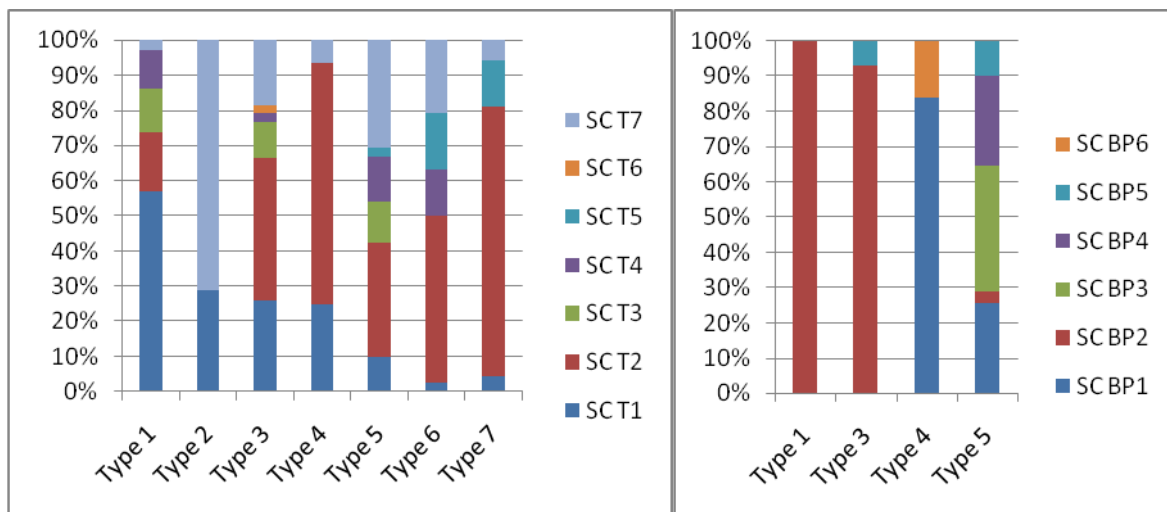 100%
90%
80%
70%
60%
50%
40%
30%
20%
10%
0%
Type 1
Type 2
Type 3
Type 4
Type 5
Type 6
Type 7
SC T7
SC T6
SC T5
SC T4
SC T3
SC T2
SC T1
100%
90%
80%
70%
60%
50%
40%
30%
20%
10%
0%
Type 1
Type 3
Type 4
Type 5
SC BP6
SC BP5
SC BP4
SC BP3
SC BP2
SC BP1